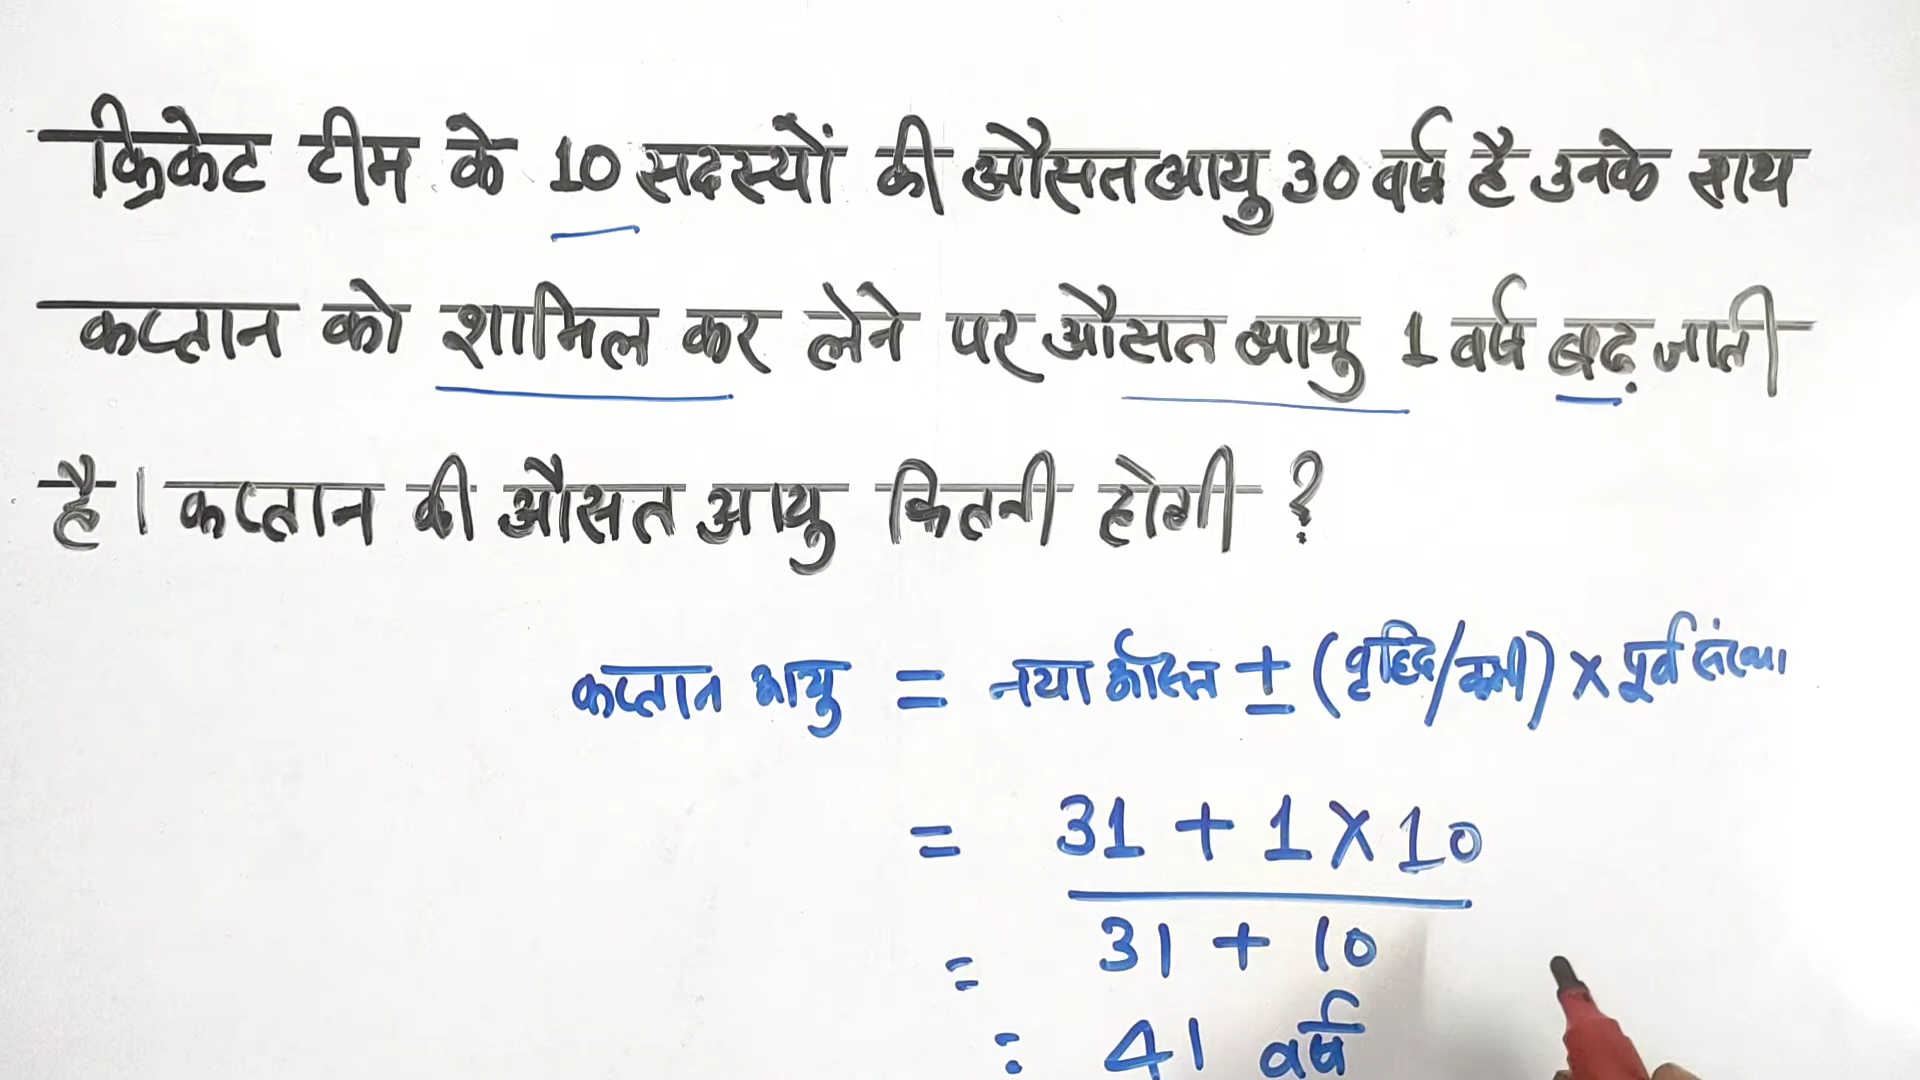 क्रिकेट टीम के 10 सदस्यों की औसत आयु 30 वर्ष है उनके साथ
कप्तान को शामिल कर लेने पर औसत आयु 1 वर्ष बढ़ जाती
है। कप्तान की औसत आयु कितनी होगी ?
कप्तान आयु = नया औसत ± (वृद्धि/कमी) × पूर्व संख्या
= 31 + 1 × 10
= 31 + 10
= 41 वर्ष